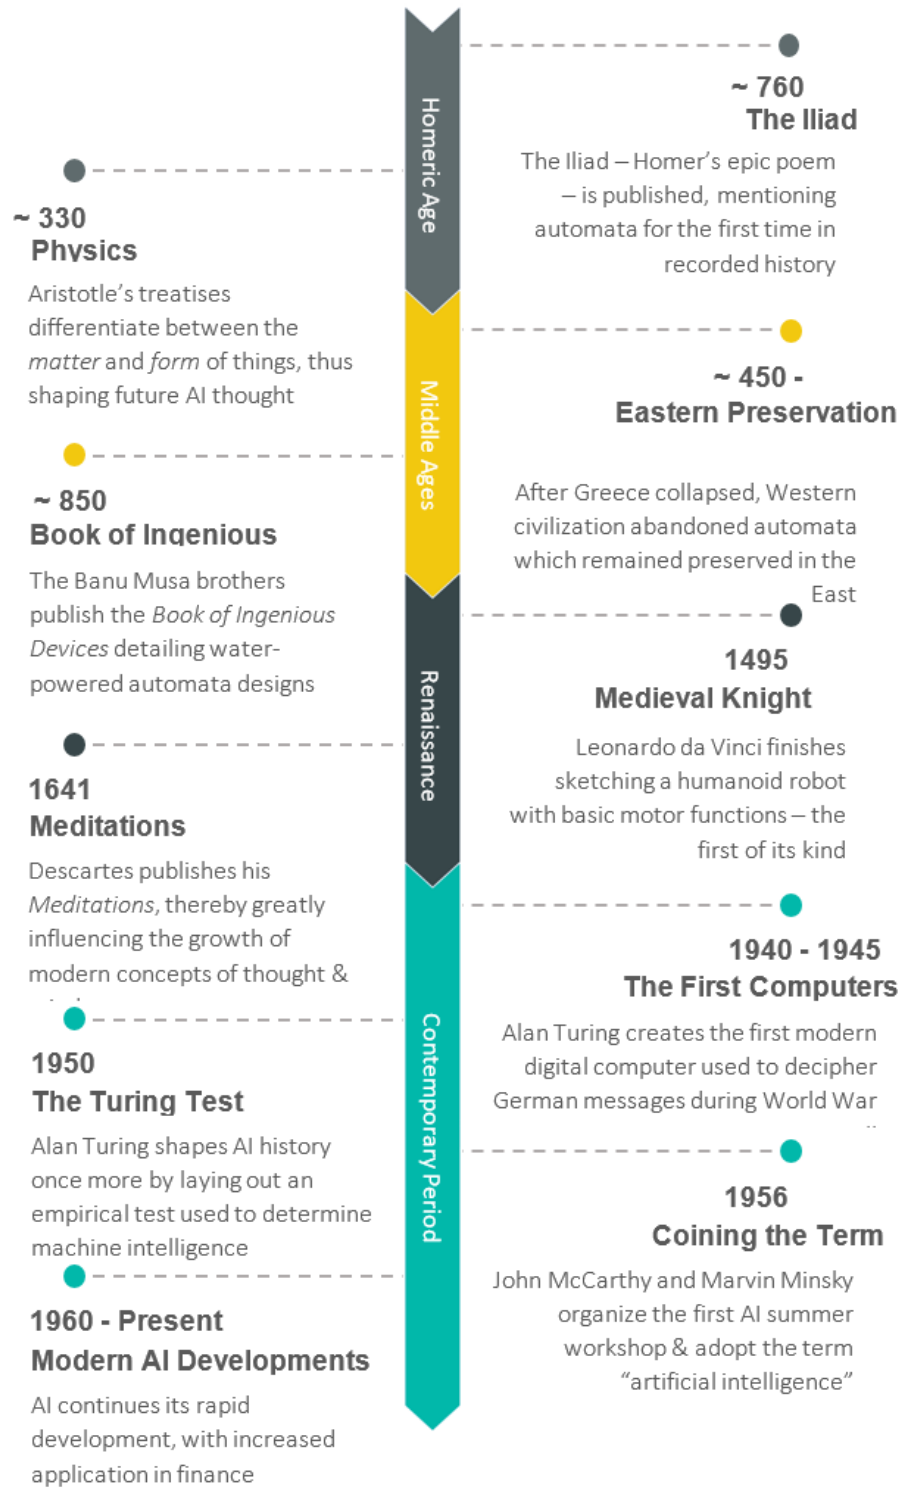 Homeric Age
~ 760
The Iliad
The Iliad – Homer's epic poem
– is published, mentioning
automata for the first time in
recorded history
~ 330
Physics
Aristotle's treatises
differentiate between the
matter and form of things, thus
shaping future AI thought
Middle Ages
~ 450 -
Eastern Preservation
After Greece collapsed, Western
civilization abandoned automata
which remained preserved in the
East
~ 850
Book of Ingenious
The Banu Musa brothers
publish the Book of Ingenious
Devices detailing water-
powered automata designs
Renaissance
1495
Medieval Knight
Leonardo da Vinci finishes
sketching a humanoid robot
with basic motor functions – the
first of its kind
1641
Meditations
Descartes publishes his
Meditations, thereby greatly
influencing the growth of
modern concepts of thought &
Contemporary Period
1940 - 1945
The First Computers
Alan Turing creates the first modern
digital computer used to decipher
German messages during World War
1950
The Turing Test
Alan Turing shapes AI history
once more by laying out an
empirical test used to determine
machine intelligence
1956
Coining the Term
John McCarthy and Marvin Minsky
organize the first AI summer
workshop & adopt the term
“artificial intelligence”
1960 - Present
Modern AI Developments
AI continues its rapid
development, with increased
application in finance